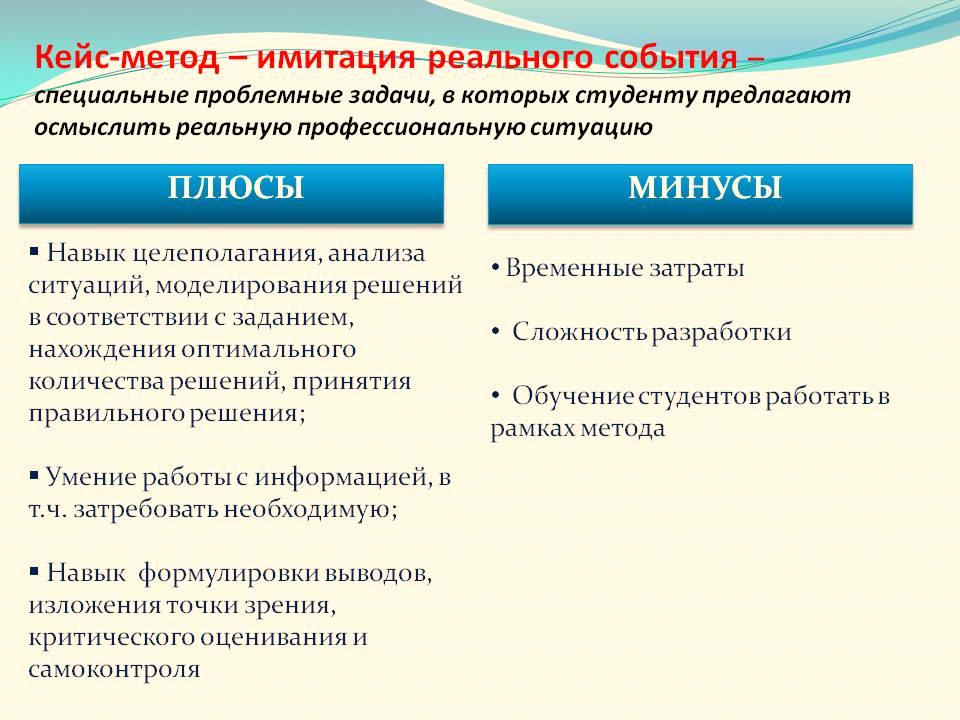 Кейс-метод – имитация реального события –
специальные проблемные задачи, в которых студенту предлагают
осмыслить реальную профессиональную ситуацию
ПЛЮСЫ
▪ Навык целеполагания, анализа
ситуаций, моделирования решений
в соответствии с заданием,
нахождения оптимального
количества решений, принятия
правильного решения;
▪ Умение работы с информацией, в
т.ч. затребовать необходимую;
▪ Навык формулировки выводов,
изложения точки зрения,
критического оценивания и
самоконтроля
МИНУСЫ
• Временные затраты
• Сложность разработки
• Обучение студентов работать в
рамках метода